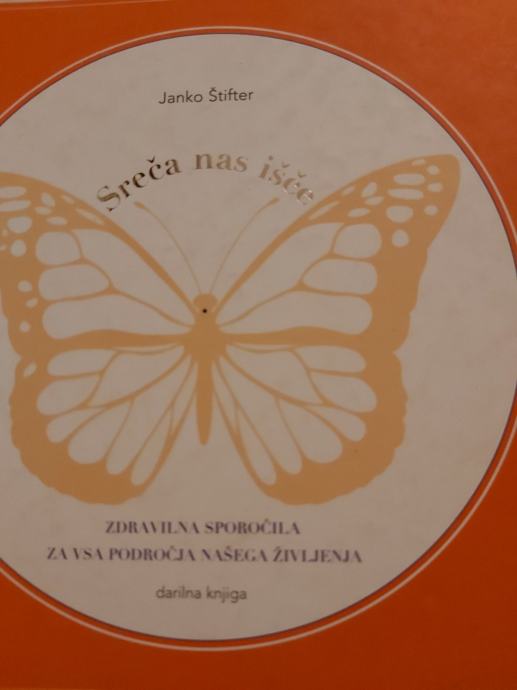 Janko Štifter
Sreča nas išče
ZDRAVILNA SPOROČILA
ZA VSA PODROČJA NAŠEGA ŽIVLJENJA
darilna knjiga